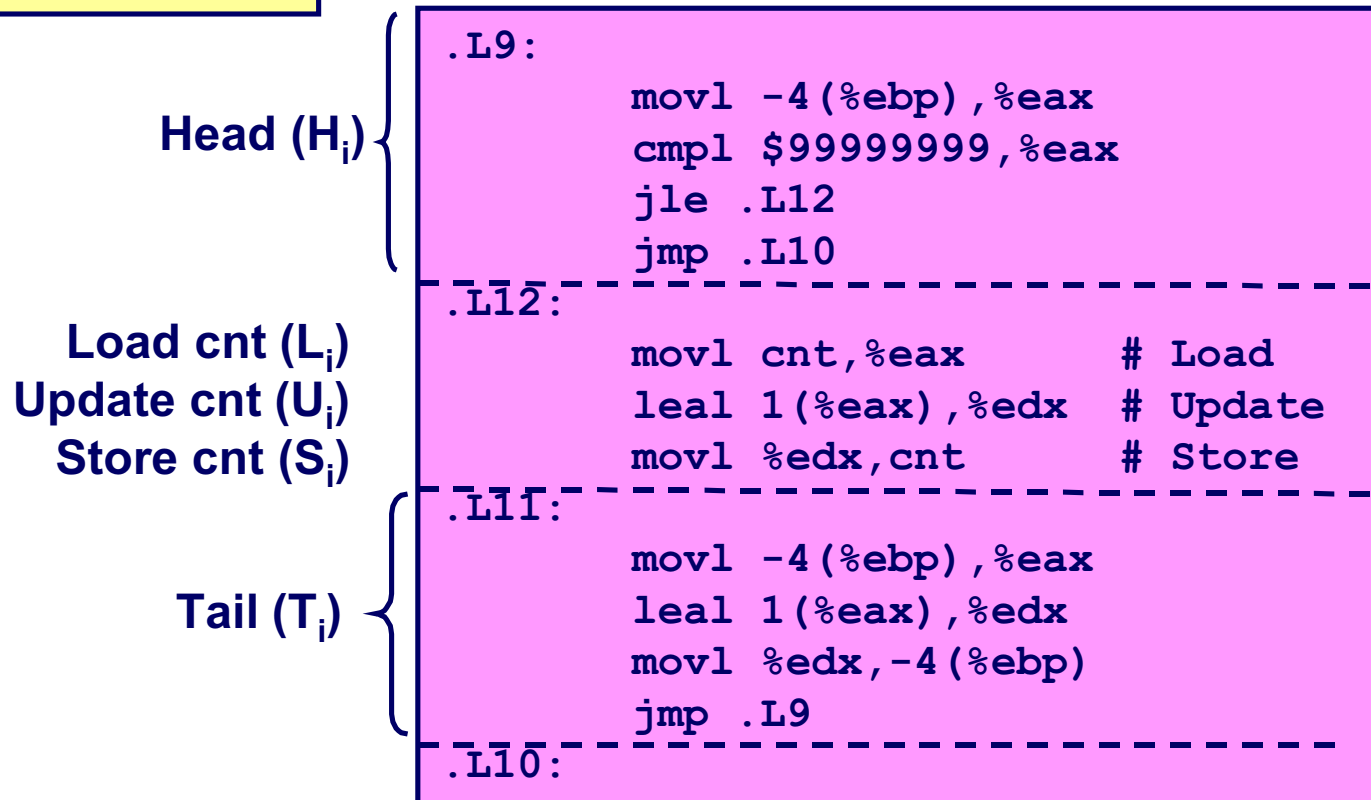 .L9:
movl -4(%ebp),%eax
Head (Hi)
cmpl $99999999,%eax
jle .L12
jmp .L10
.L12:
Load cnt (Li)
movl cnt,%eax # Load
Update cnt (Ui)
leal 1(%eax),%edx # Update
Store cnt (Si)
movl %edx,cnt # Store
.L11:
movl -4(%ebp),%eax
Tail (Ti)
leal 1(%eax),%edx
movl %edx,-4(%ebp)
jmp .L9
.L10: